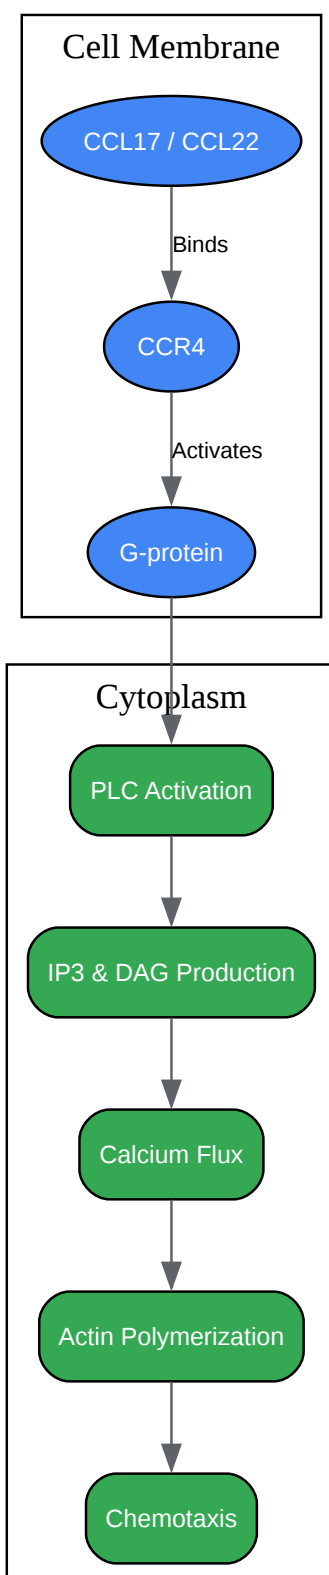 Cell Membrane
CCL17 / CCL22
Binds
CCR4
Activates
G-protein
Cytoplasm
PLC Activation
IP3 & DAG Production
Calcium Flux
Actin Polymerization
Chemotaxis